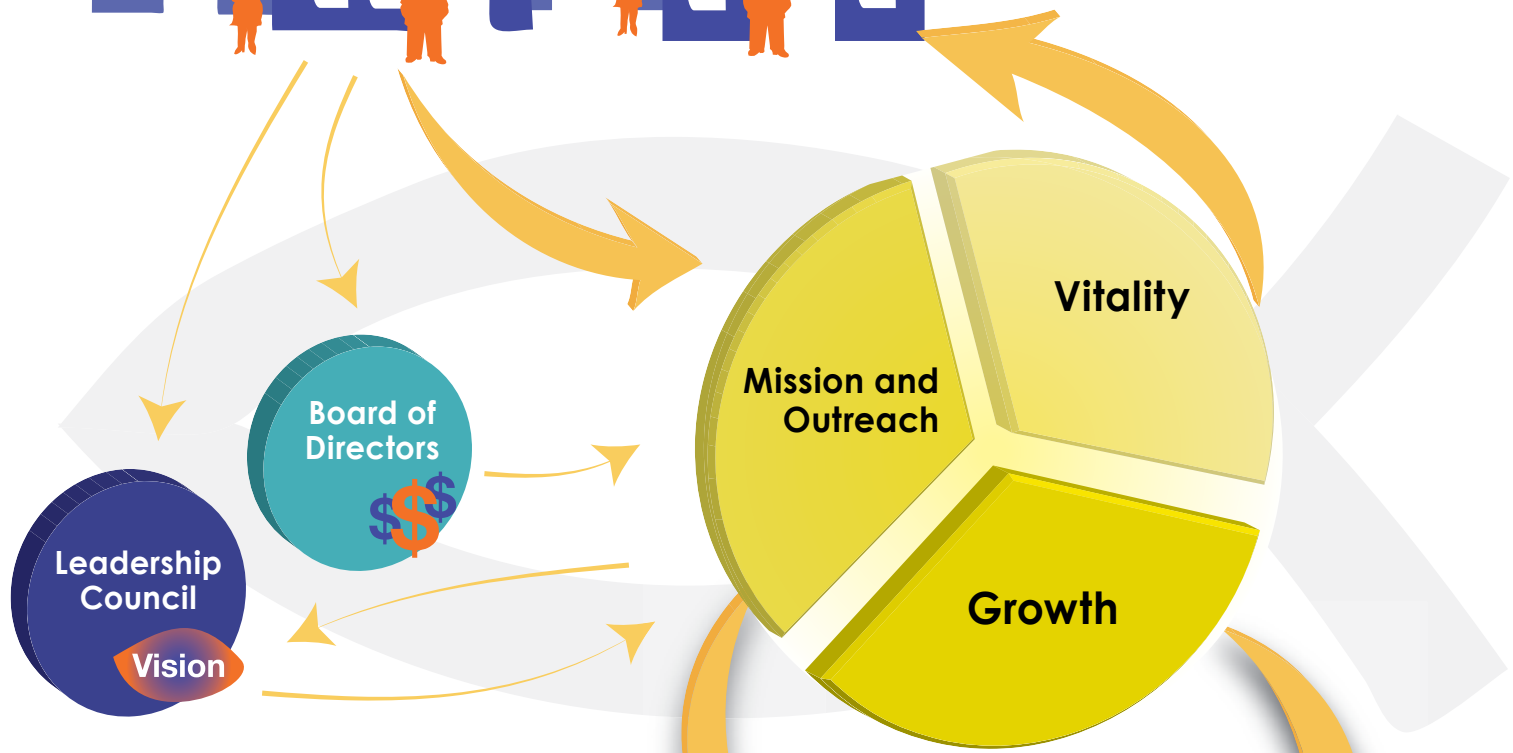 Vitality
Mission and
Outreach
Board of
Directors
$$$
Leadership
Council
Vision
Growth